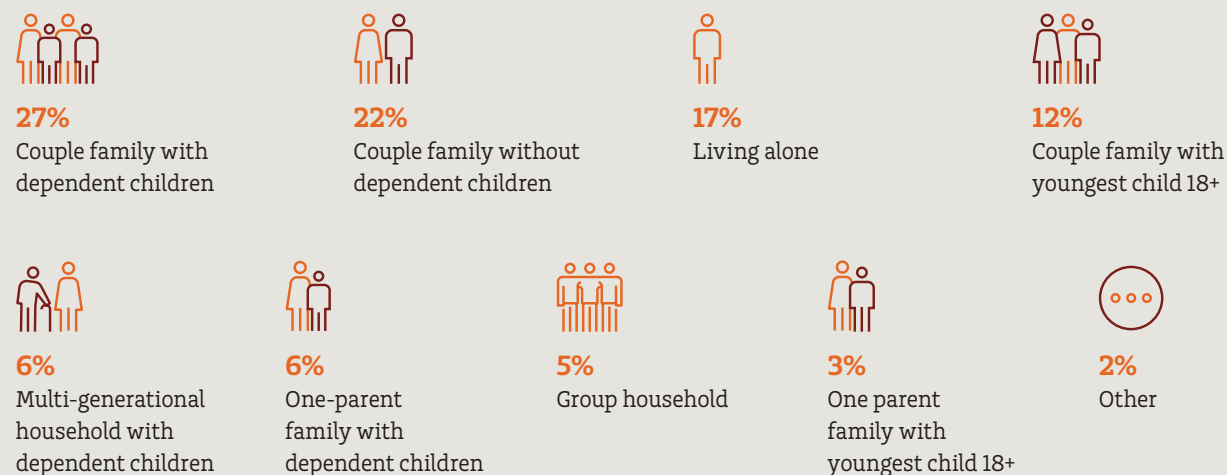 27%
Couple family with
dependent children
22%
Couple family without
dependent children
17%
Living alone
12%
Couple family with
youngest child 18+
6%
Multi-generational
household with
dependent children
6%
One-parent
family with
dependent children
5%
Group household
3%
One parent
family with
youngest child 18+
2%
Other